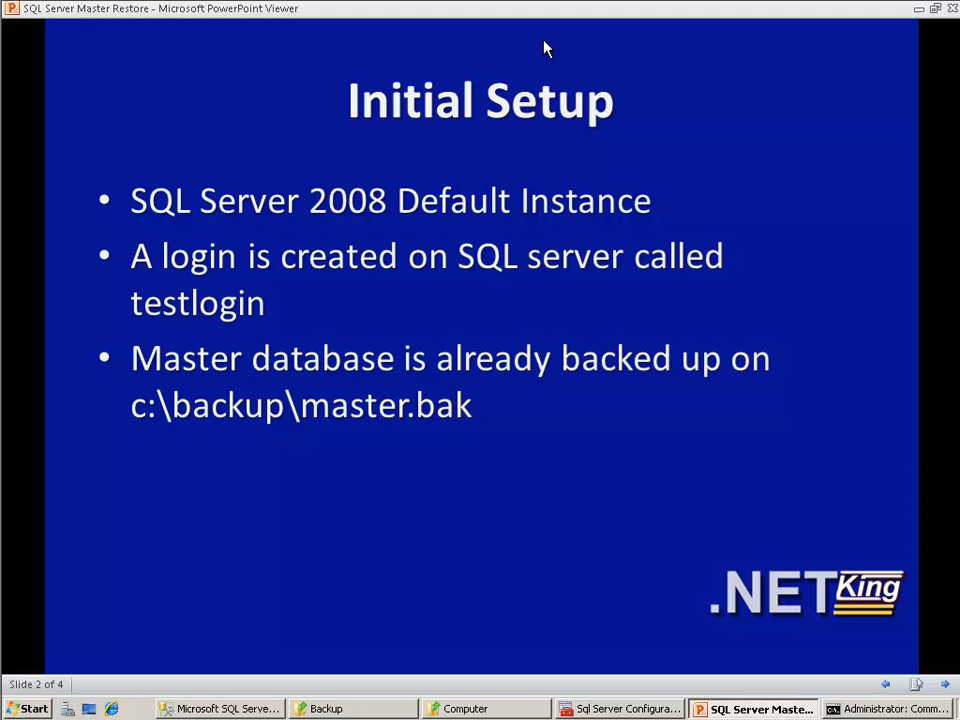 SQL Server Master Restore - Microsoft PowerPoint Viewer
Initial Setup
• SQL Server 2008 Default Instance
• A login is created on SQL server called
testlogin
• Master database is already backed up on
c:\backup\master.bak
.NET King
Slide 2 of 4
Start
Microsoft SQL Serve...
Backup
Computer
Sql Server Configura...
SQL Server Maste...
Administrator: Comm...